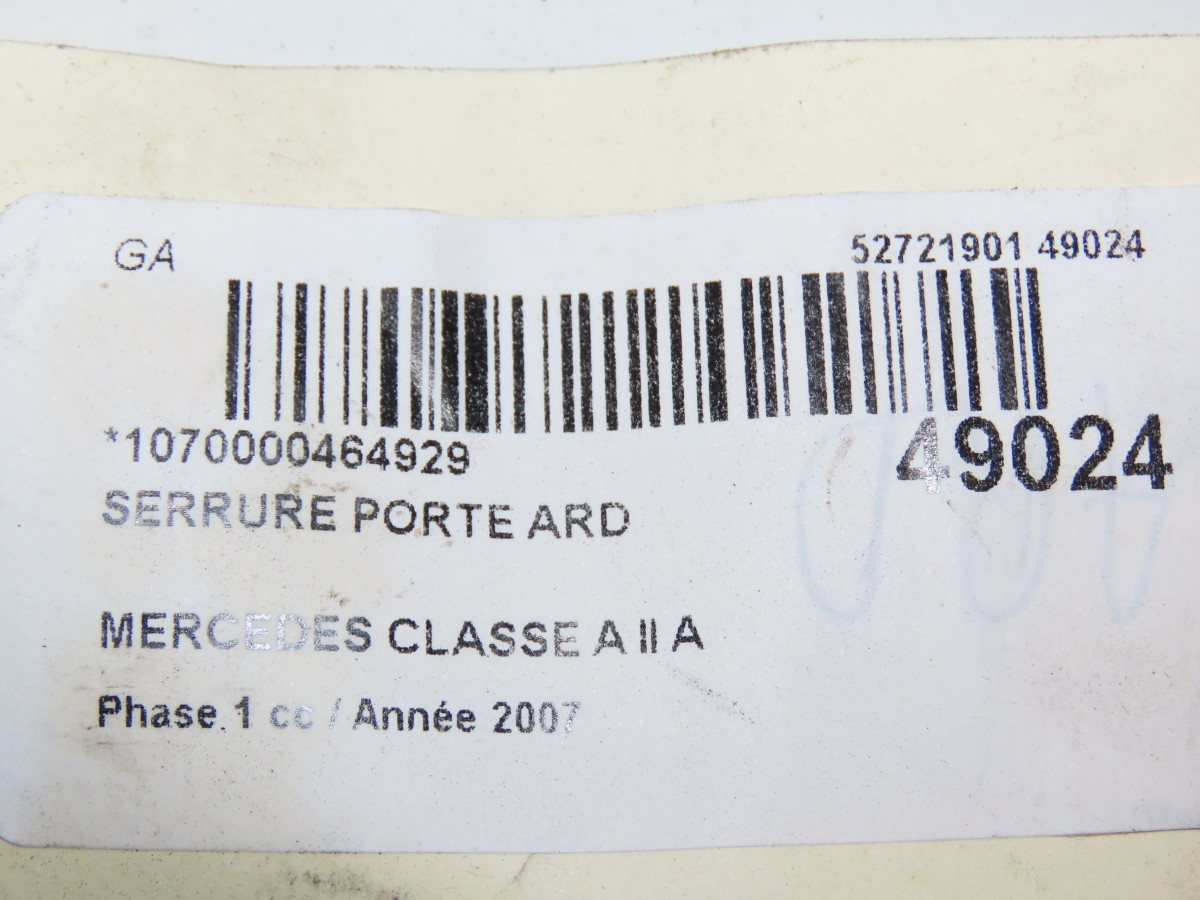 GA
52721901 49024
*1070000464929
49024
SERRURE PORTE ARD
MERCEDES CLASSE A II A
Phase 1 cc / Année 2007